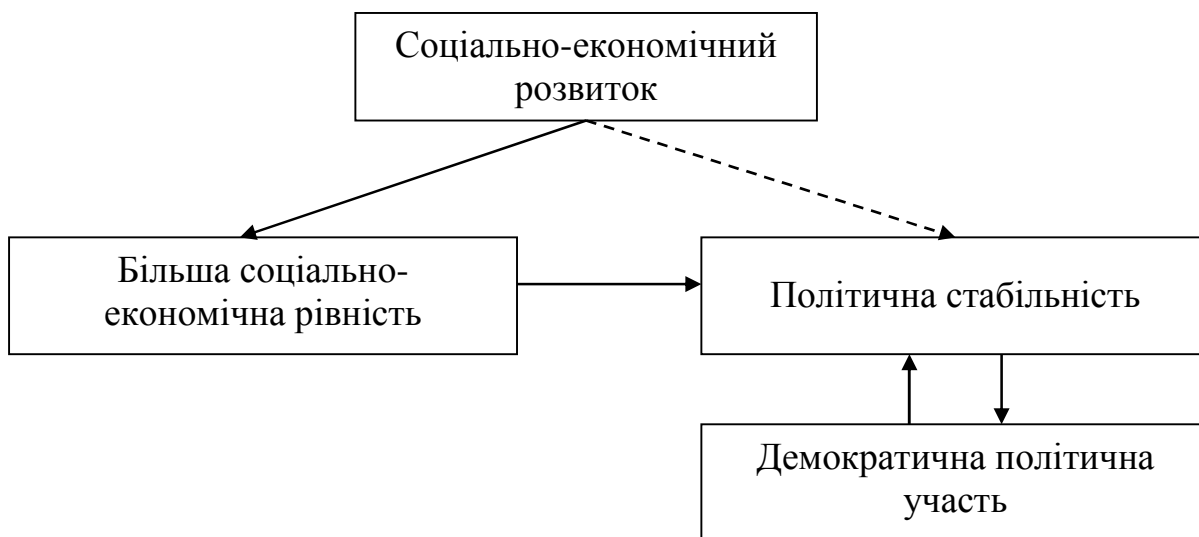 Соціально-економічний
розвиток
Більша соціально-
економічна рівність
Політична стабільність
Демократична політична
участь